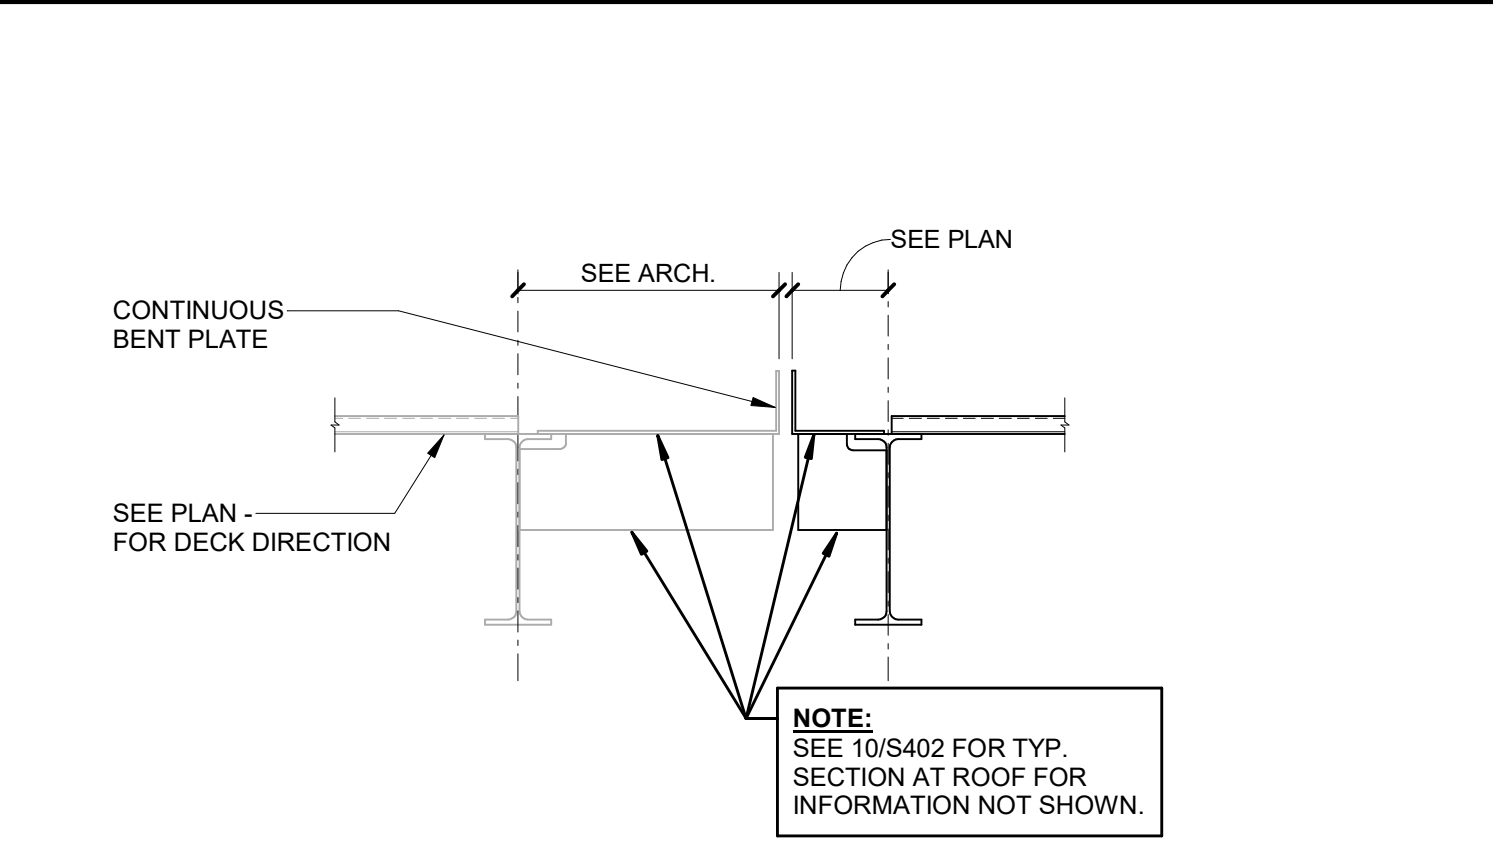 SEE PLAN
SEE ARCH.
CONTINUOUS
BENT PLATE
SEE PLAN -
FOR DECK DIRECTION
NOTE:
SEE 10/S402 FOR TYP.
SECTION AT ROOF FOR
INFORMATION NOT SHOWN.